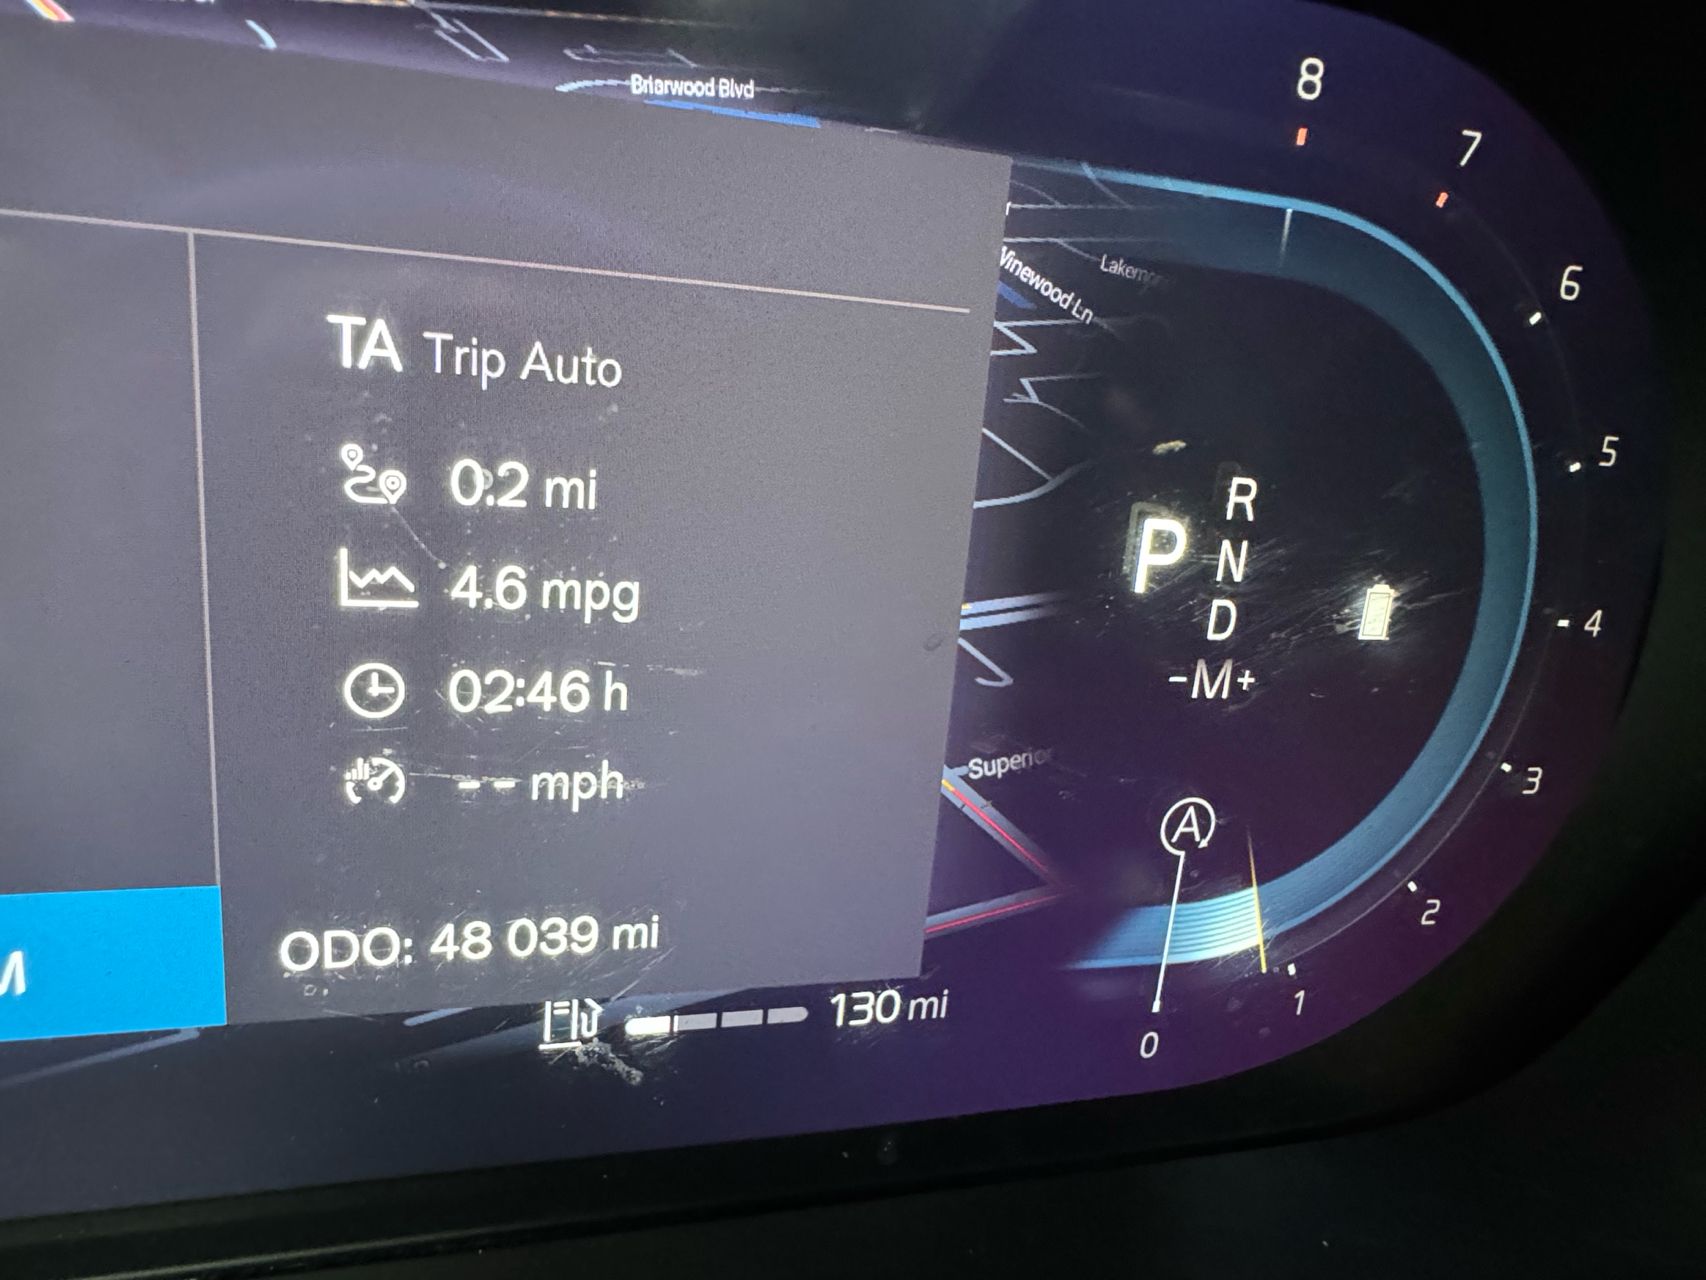 Briarwood Blvd
8
7
6
5
4
3
2
1
0
Vinewood Ln
TA Trip Auto
0.2 mi
4.6 mpg
02:46 h
-- mph
ODO: 48 039 mi
130 mi
P
R
N
D
-M+
A
Superior
M